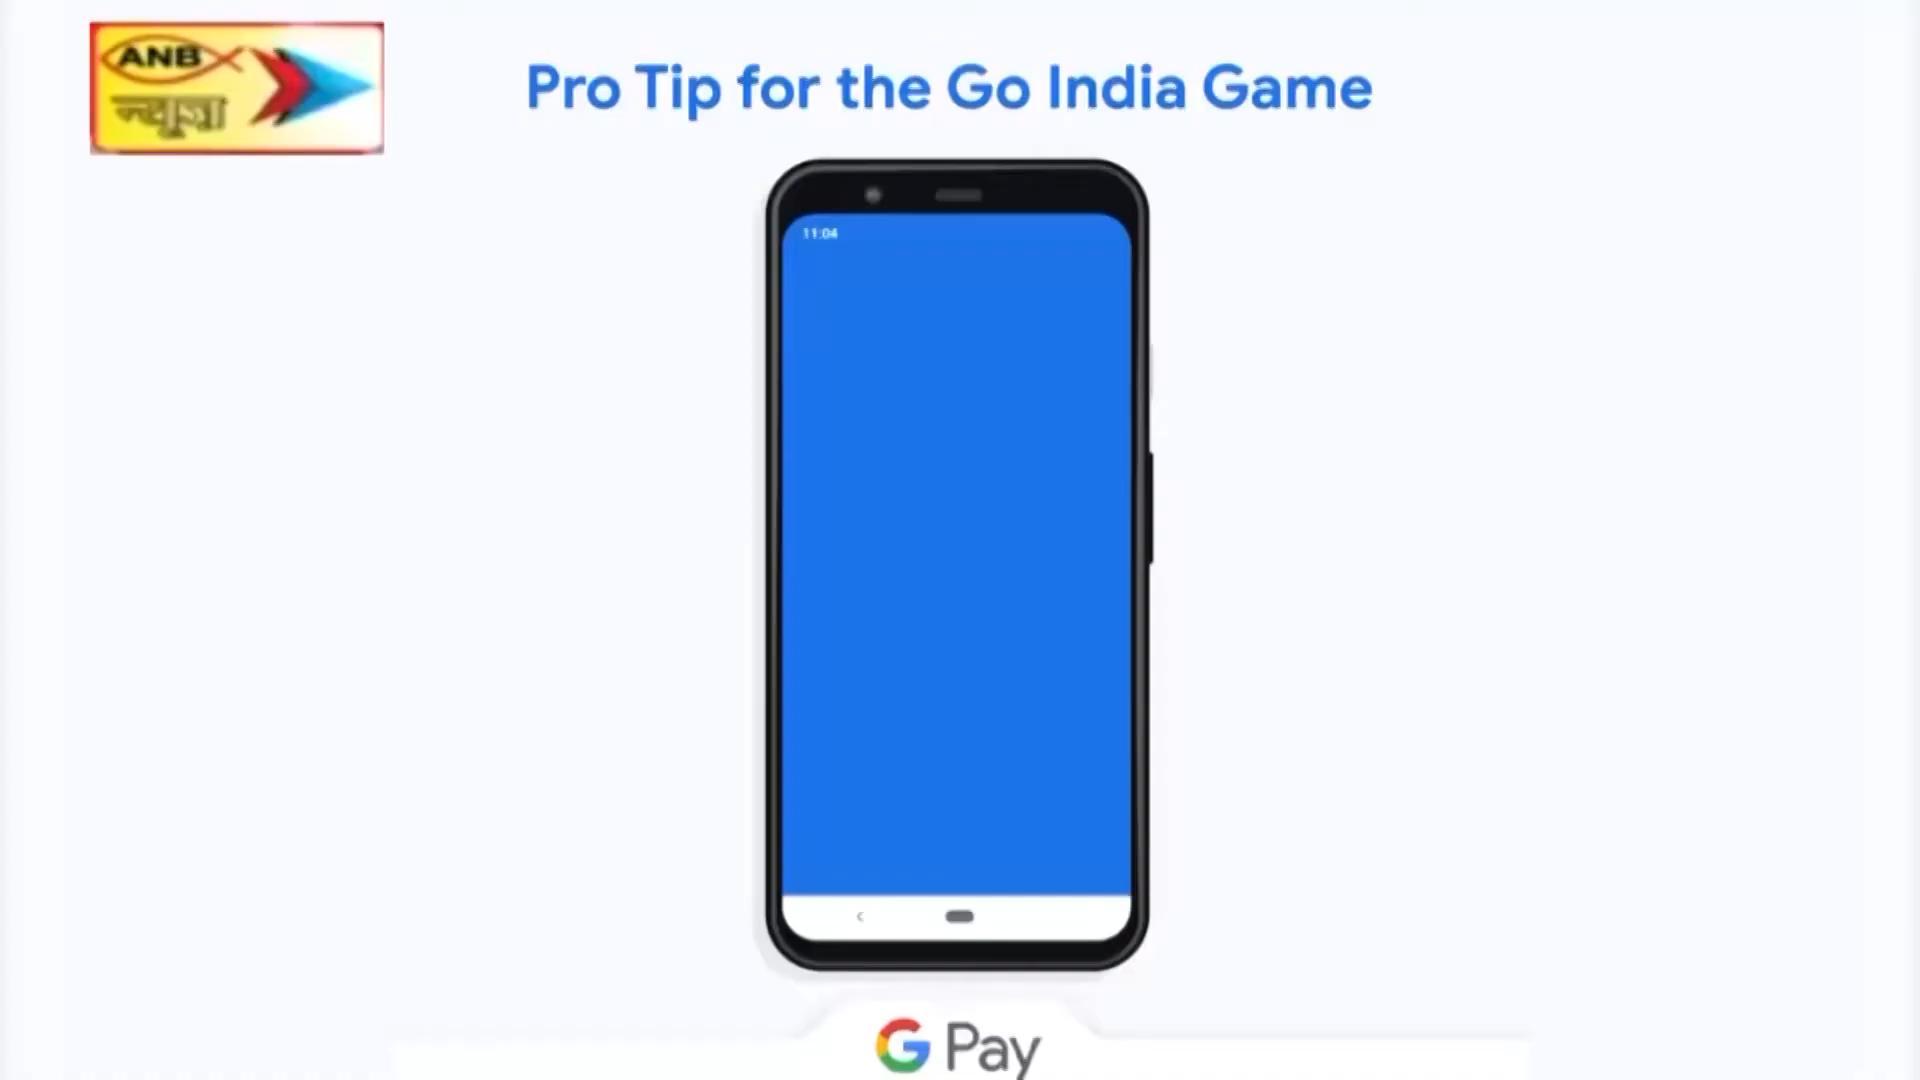 ANB
न्यूज़
Pro Tip for the Go India Game
11:04
G Pay